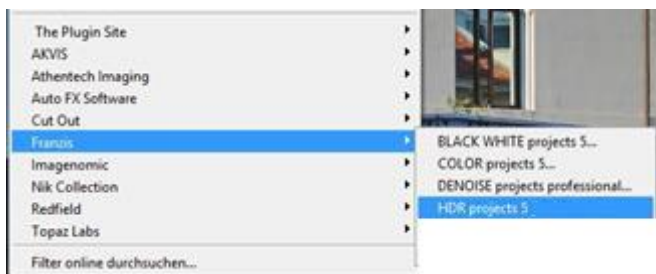 The Plugin Site
AKVIS
Athentech Imaging
Auto FX Software
Cut Out
Franzis
Imagenomic
Nik Collection
Redfield
Topaz Labs
Filter online durchsuchen...
BLACK WHITE projects 5...
COLOR projects 5...
DENOISE projects professional...
HDR projects 5